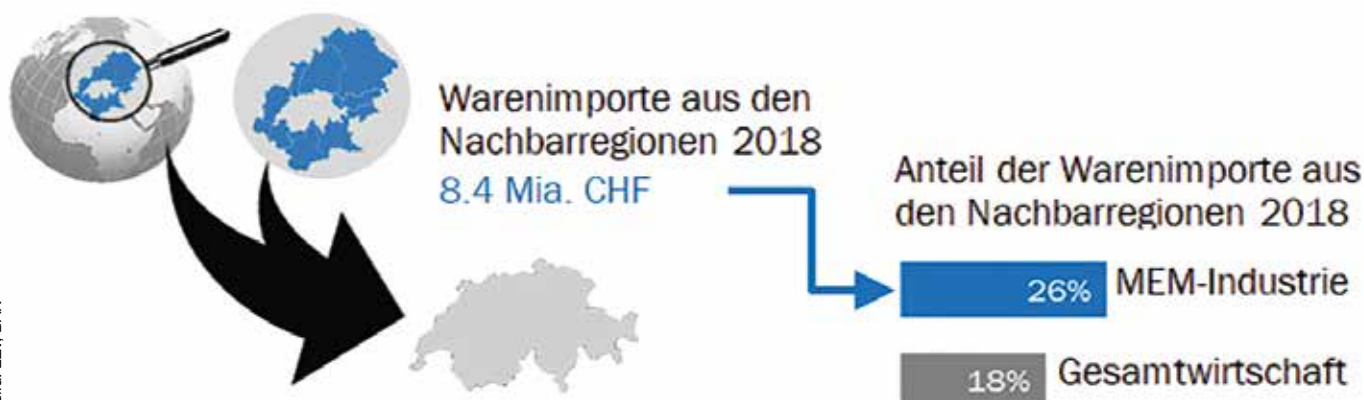 Warenimporte aus den
Nachbarregionen 2018
8.4 Mia. CHF
Anteil der Warenimporte aus
den Nachbarregionen 2018
26% MEM-Industrie
18% Gesamtwirtschaft